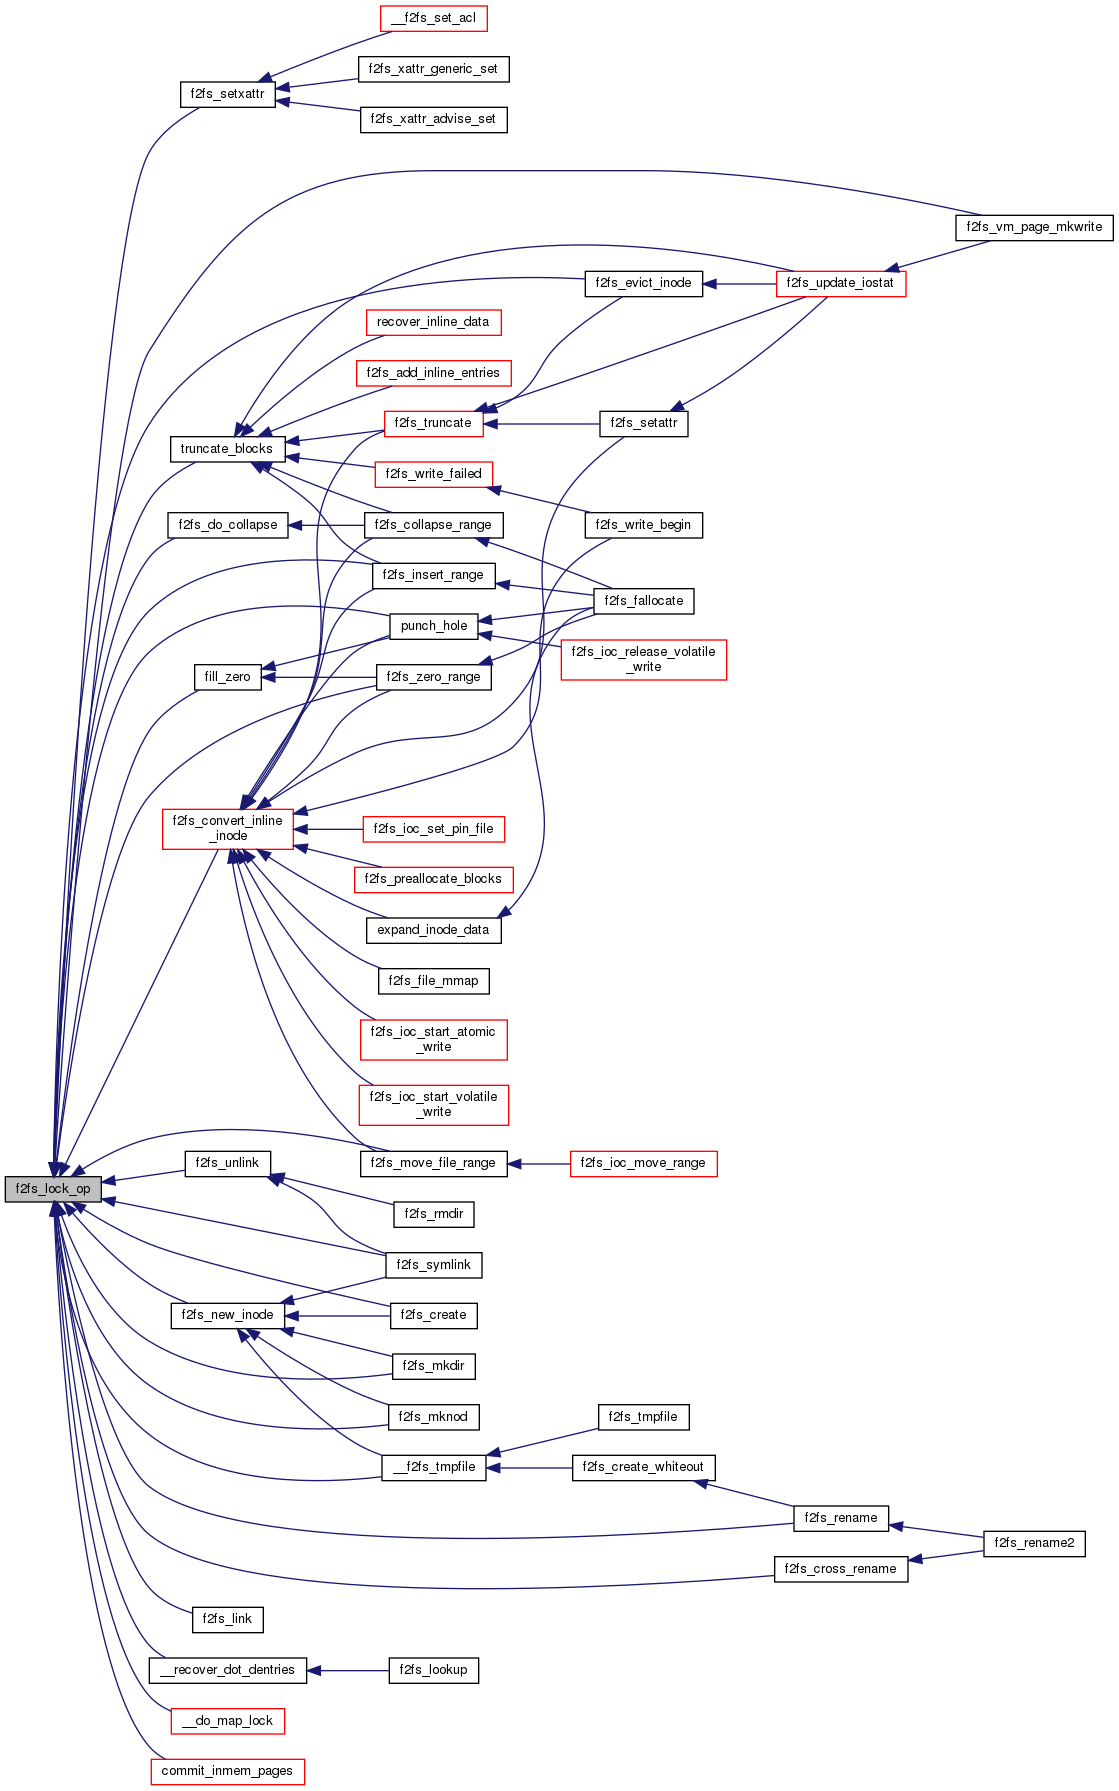 __f2fs_set_acl
f2fs_xattr_generic_set
f2fs_setxattr
f2fs_xattr_advise_set
f2fs_vm_page_mkwrite
f2fs_evict_inode
f2fs_update_iostat
recover_inline_data
f2fs_add_inline_entries
f2fs_truncate
f2fs_setattr
truncate_blocks
f2fs_write_failed
f2fs_do_collapse
f2fs_collapse_range
f2fs_write_begin
f2fs_insert_range
f2fs_fallocate
punch_hole
f2fs_ioc_release_volatile
_write
fill_zero
f2fs_zero_range
f2fs_convert_inline
_inode
f2fs_ioc_set_pin_file
f2fs_preallocate_blocks
expand_inode_data
f2fs_file_mmap
f2fs_ioc_start_atomic
_write
f2fs_ioc_start_volatile
_write
f2fs_unlink
f2fs_move_file_range
f2fs_ioc_move_range
f2fs_lock_op
f2fs_rmdir
f2fs_symlink
f2fs_new_inode
f2fs_create
f2fs_mkdir
f2fs_mknod
f2fs_tmpfile
__f2fs_tmpfile
f2fs_create_whiteout
f2fs_rename
f2fs_rename2
f2fs_cross_rename
f2fs_link
__recover_dot_dentries
f2fs_lookup
__do_map_lock
commit_inmem_pages